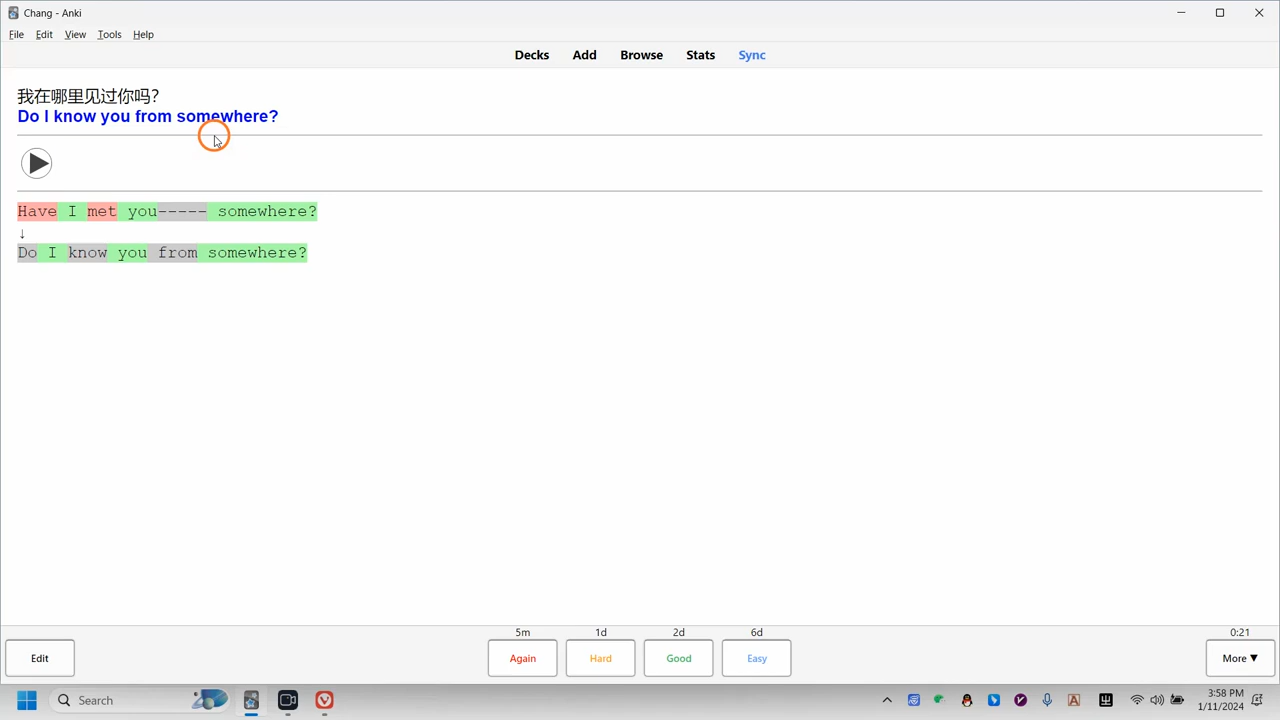 Chang - Anki
File Edit View Tools Help
Decks Add Browse Stats Sync
我在哪里见过你吗?
Do I know you from somewhere?
Have I met you----- somewhere?
↓
Do I know you from somewhere?
5m 1d 2d 6d 0:21
Edit Again Hard Good Easy More ▼
Search
3:58 PM
1/11/2024